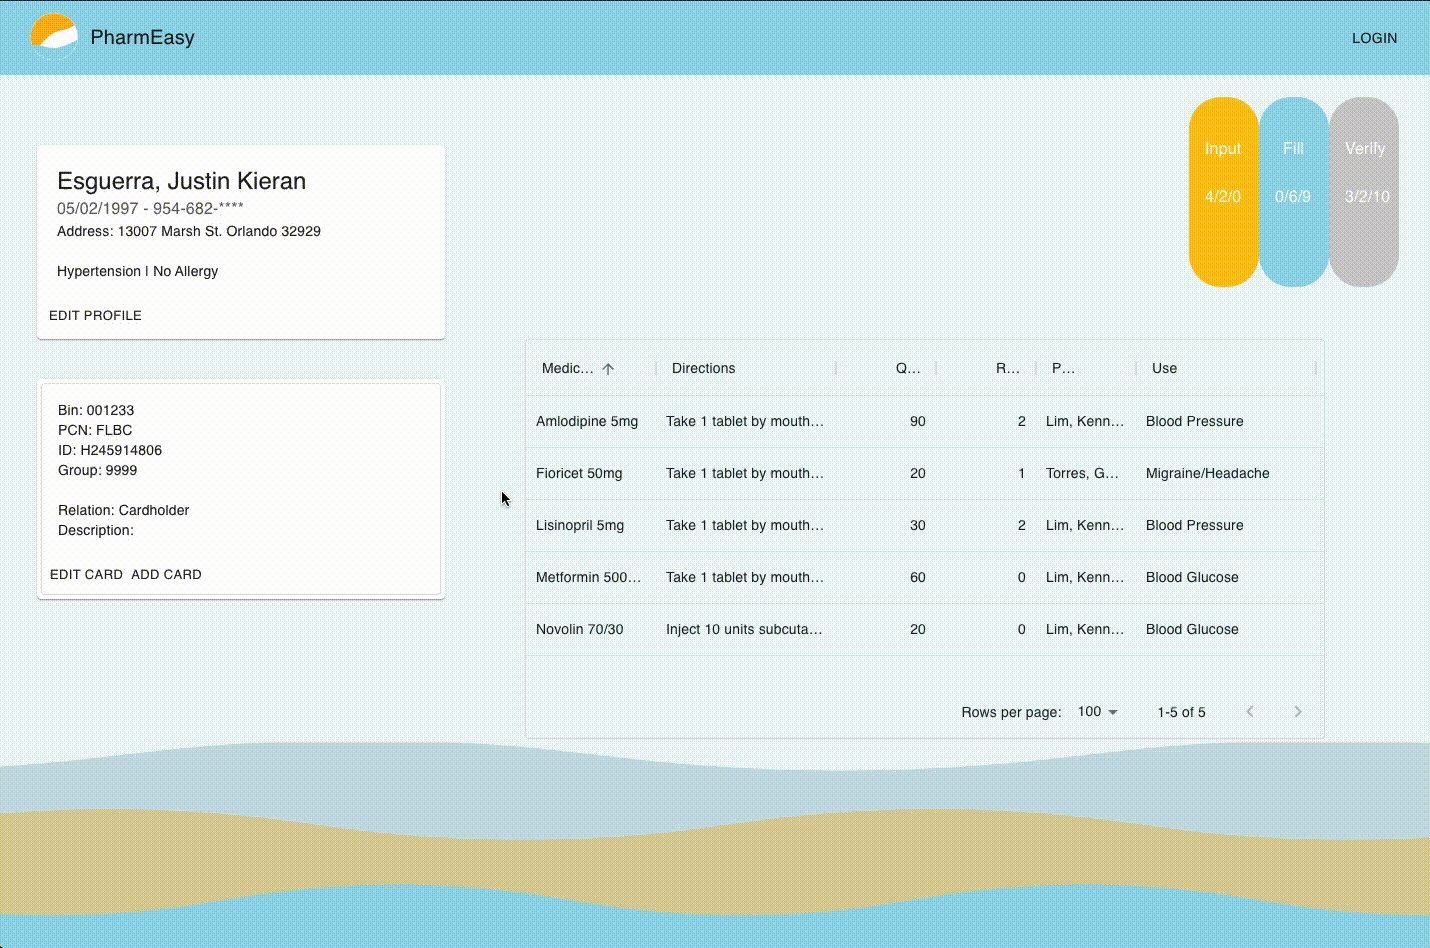 PharmEasy
LOGIN
Input Fill Verify
4/2/0 0/6/9 3/2/10
Esguerra, Justin Kieran
05/02/1997 - 954-682-****
Address: 13007 Marsh St. Orlando 32929
Hypertension | No Allergy
EDIT PROFILE
Bin: 001233
PCN: FLBC
ID: H245914806
Group: 9999
Relation: Cardholder
Description:
EDIT CARD ADD CARD
Medic... Directions Q... R... P... Use
Amlodipine 5mg Take 1 tablet by mouth... 90 2 Lim, Kenn... Blood Pressure
Fioricet 50mg Take 1 tablet by mouth... 20 1 Torres, G... Migraine/Headache
Lisinopril 5mg Take 1 tablet by mouth... 30 2 Lim, Kenn... Blood Pressure
Metformin 500... Take 1 tablet by mouth... 60 0 Lim, Kenn... Blood Glucose
Novolin 70/30 Inject 10 units subcuta... 20 0 Lim, Kenn... Blood Glucose
Rows per page: 100 1-5 of 5